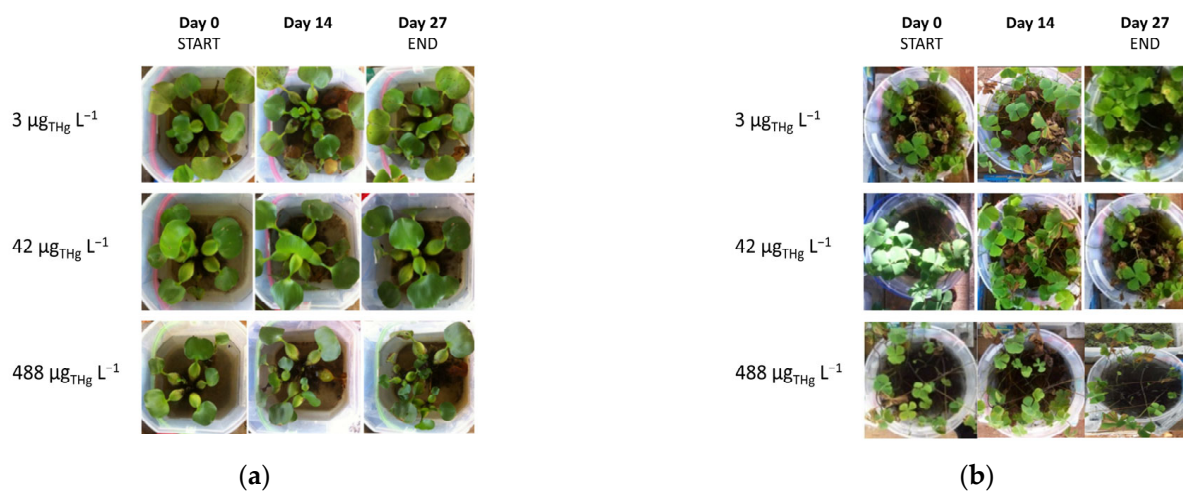 Day 0 Day 14 Day 27
START END
3 µgTHg L⁻¹
42 µgTHg L⁻¹
488 µgTHg L⁻¹
(a)
Day 0 Day 14 Day 27
START END
3 µgTHg L⁻¹
42 µgTHg L⁻¹
488 µgTHg L⁻¹
(b)